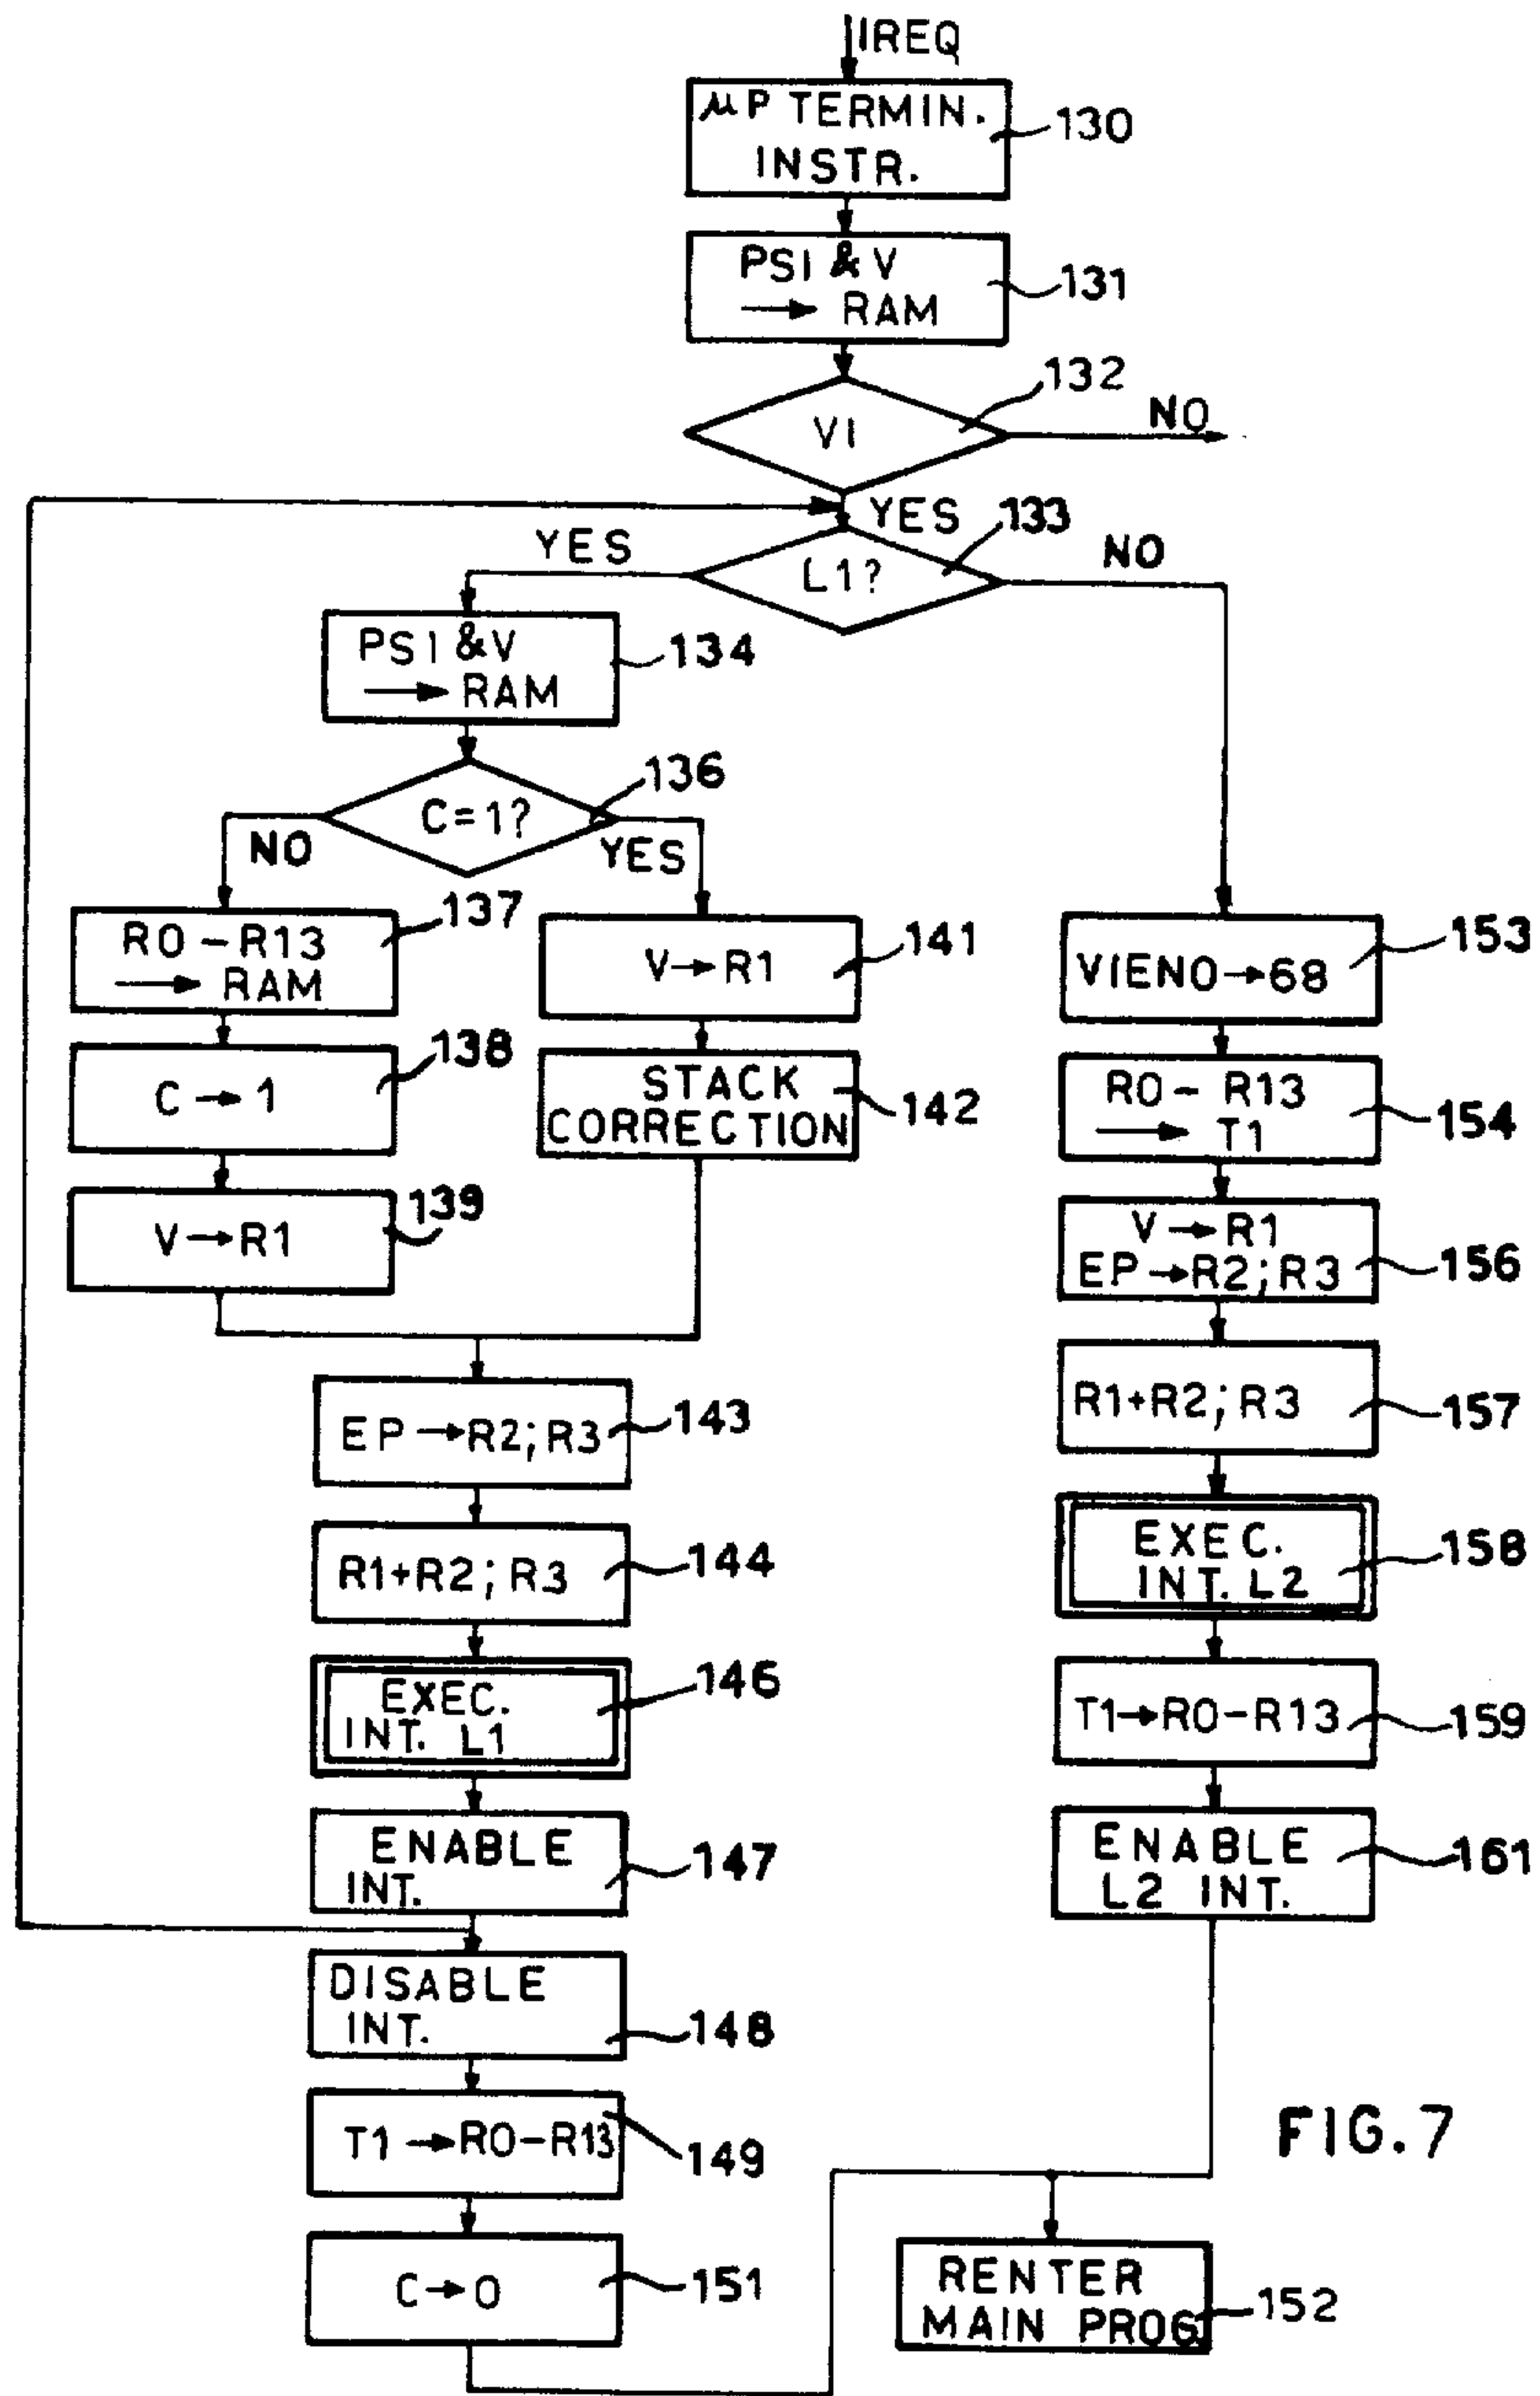 IREQ
μP TERMIN.
INSTR.
130
PSI & V
→ RAM
131
VI
132
NO
YES
L1?
133
YES
NO
PSI & V
→ RAM
134
C=1?
136
NO
YES
R0-R13
→ RAM
137
V→R1
141
VIENO→68
153
C→1
138
STACK
CORRECTION
142
R0-R13
→ T1
154
V→R1
139
V→R1
EP→R2;R3
156
EP→R2;R3
143
R1+R2;R3
157
R1+R2;R3
144
EXEC.
INT. L2
158
EXEC.
INT. L1
146
T1→R0-R13
159
ENABLE
INT.
147
ENABLE
L2 INT.
161
DISABLE
INT.
148
T1→R0-R13
149
FIG. 7
C→0
151
RENTER
MAIN PROG
152